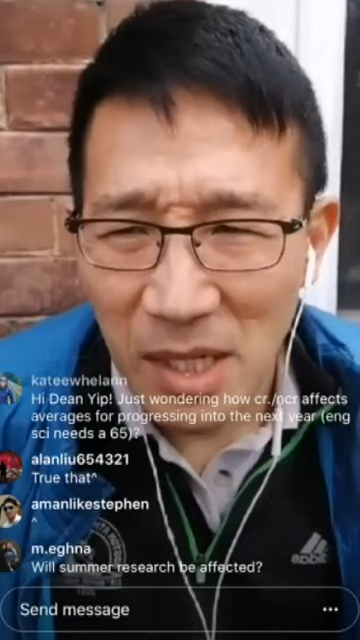 kateewhelann
Hi Dean Yip! Just wondering how cr./ncr affects
averages for progressing into the next year (eng
sci needs a 65)?
alanliu654321
True that^
amanlikestephen
^
m.eghna
Will summer research be affected?
adidas
Send message